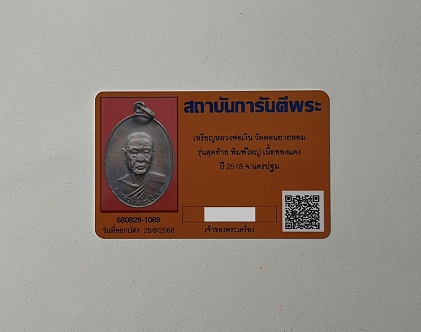 สถาบันการันตีพระ
เหรียญหลวงพ่อเงิน วัดดอนยายหอม
รุ่นสุดท้าย พิมพ์ใหญ่ เนื้อทองแดง
ปี 2518 จ.นครปฐม
680828-1069
วันที่ออกบัตร 28/8/2568
เจ้าของพระเครื่อง